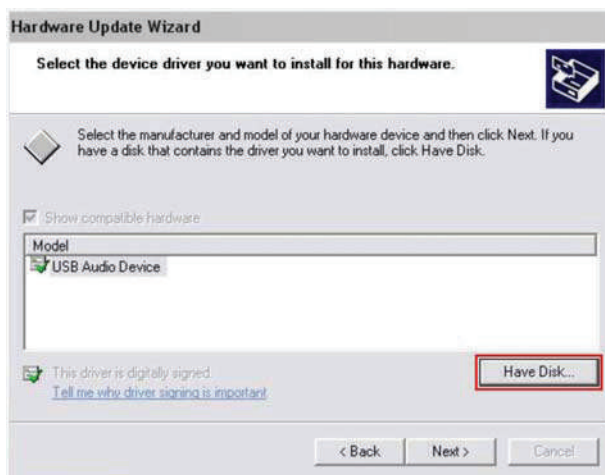 Hardware Update Wizard
Select the device driver you want to install for this hardware.
Select the manufacturer and model of your hardware device and then click Next. If you
have a disk that contains the driver you want to install, click Have Disk.
Show compatible hardware
Model
USB Audio Device
This driver is digitally signed.
Have Disk...
Tell me why driver signing is important
< Back
Next >
Cancel